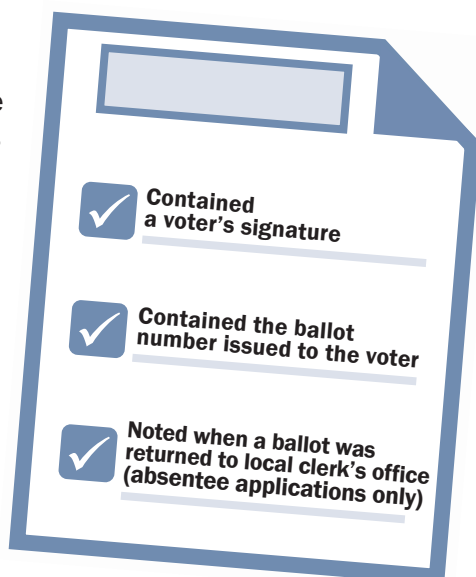 Contained
a voter's signature
Contained the ballot
number issued to the voter
Noted when a ballot was
returned to local clerk's office
(absentee applications only)